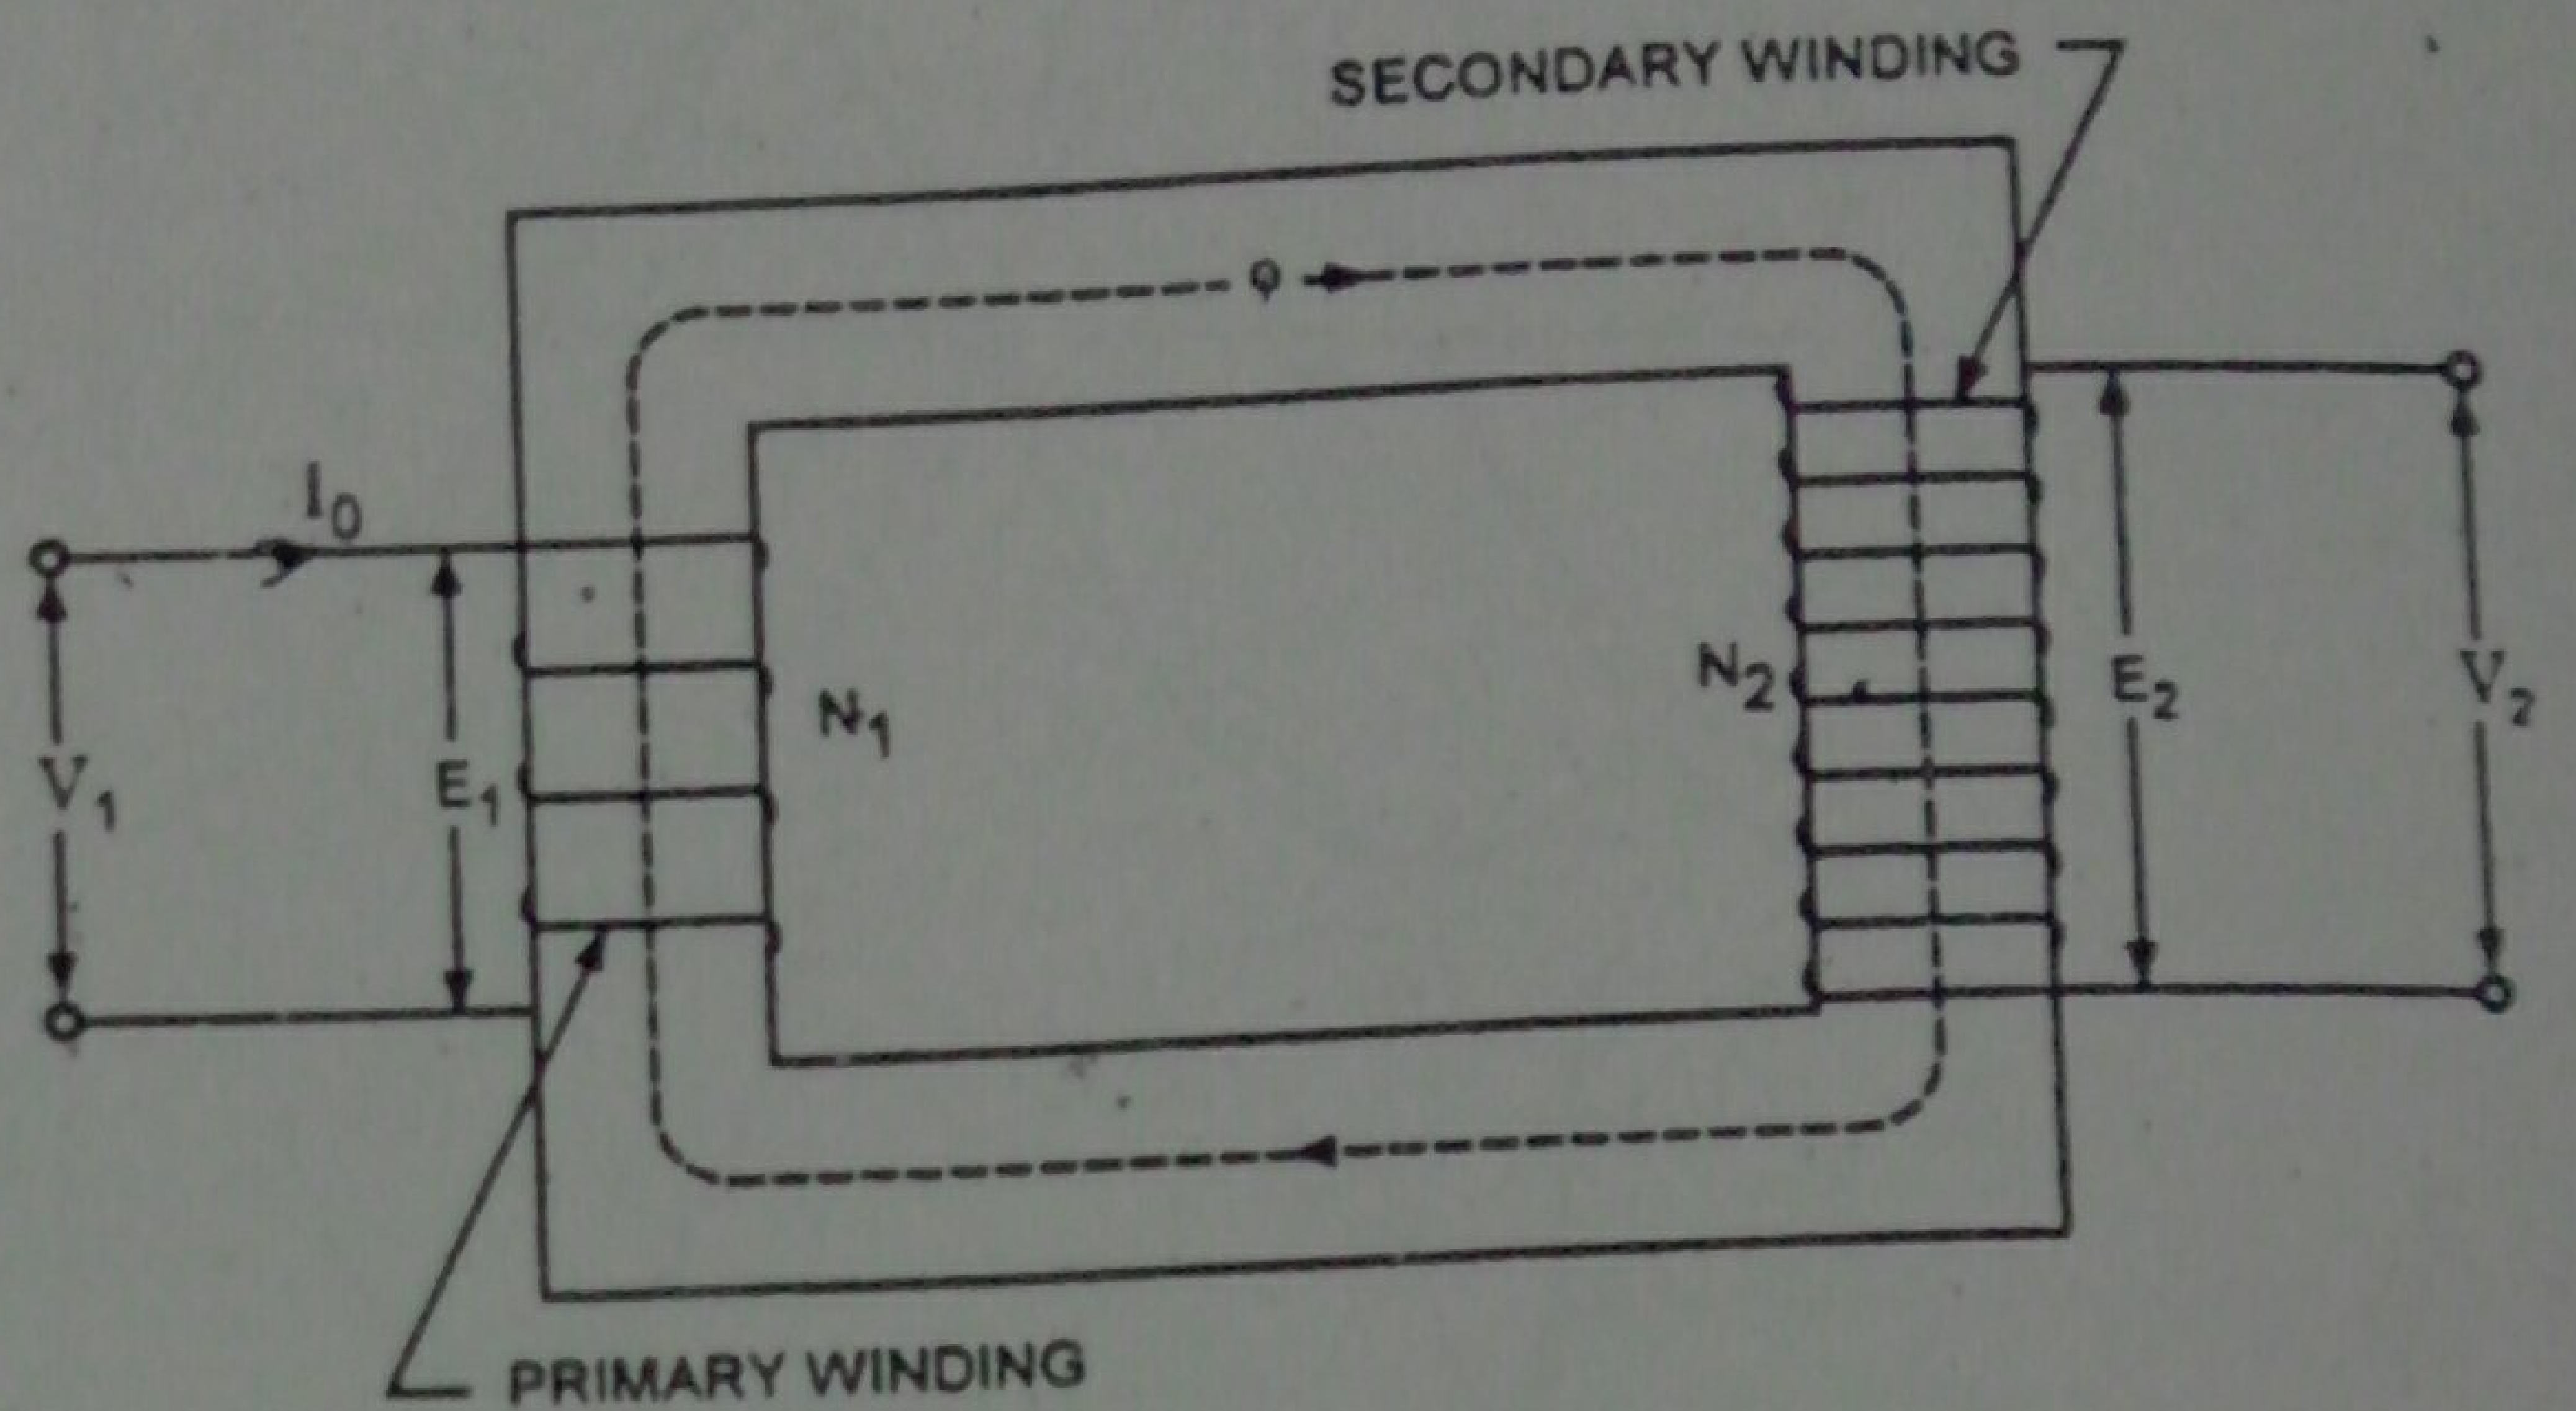 SECONDARY WINDING
φ
I₀
V₁
E₁
N₁
N₂
E₂
V₂
PRIMARY WINDING